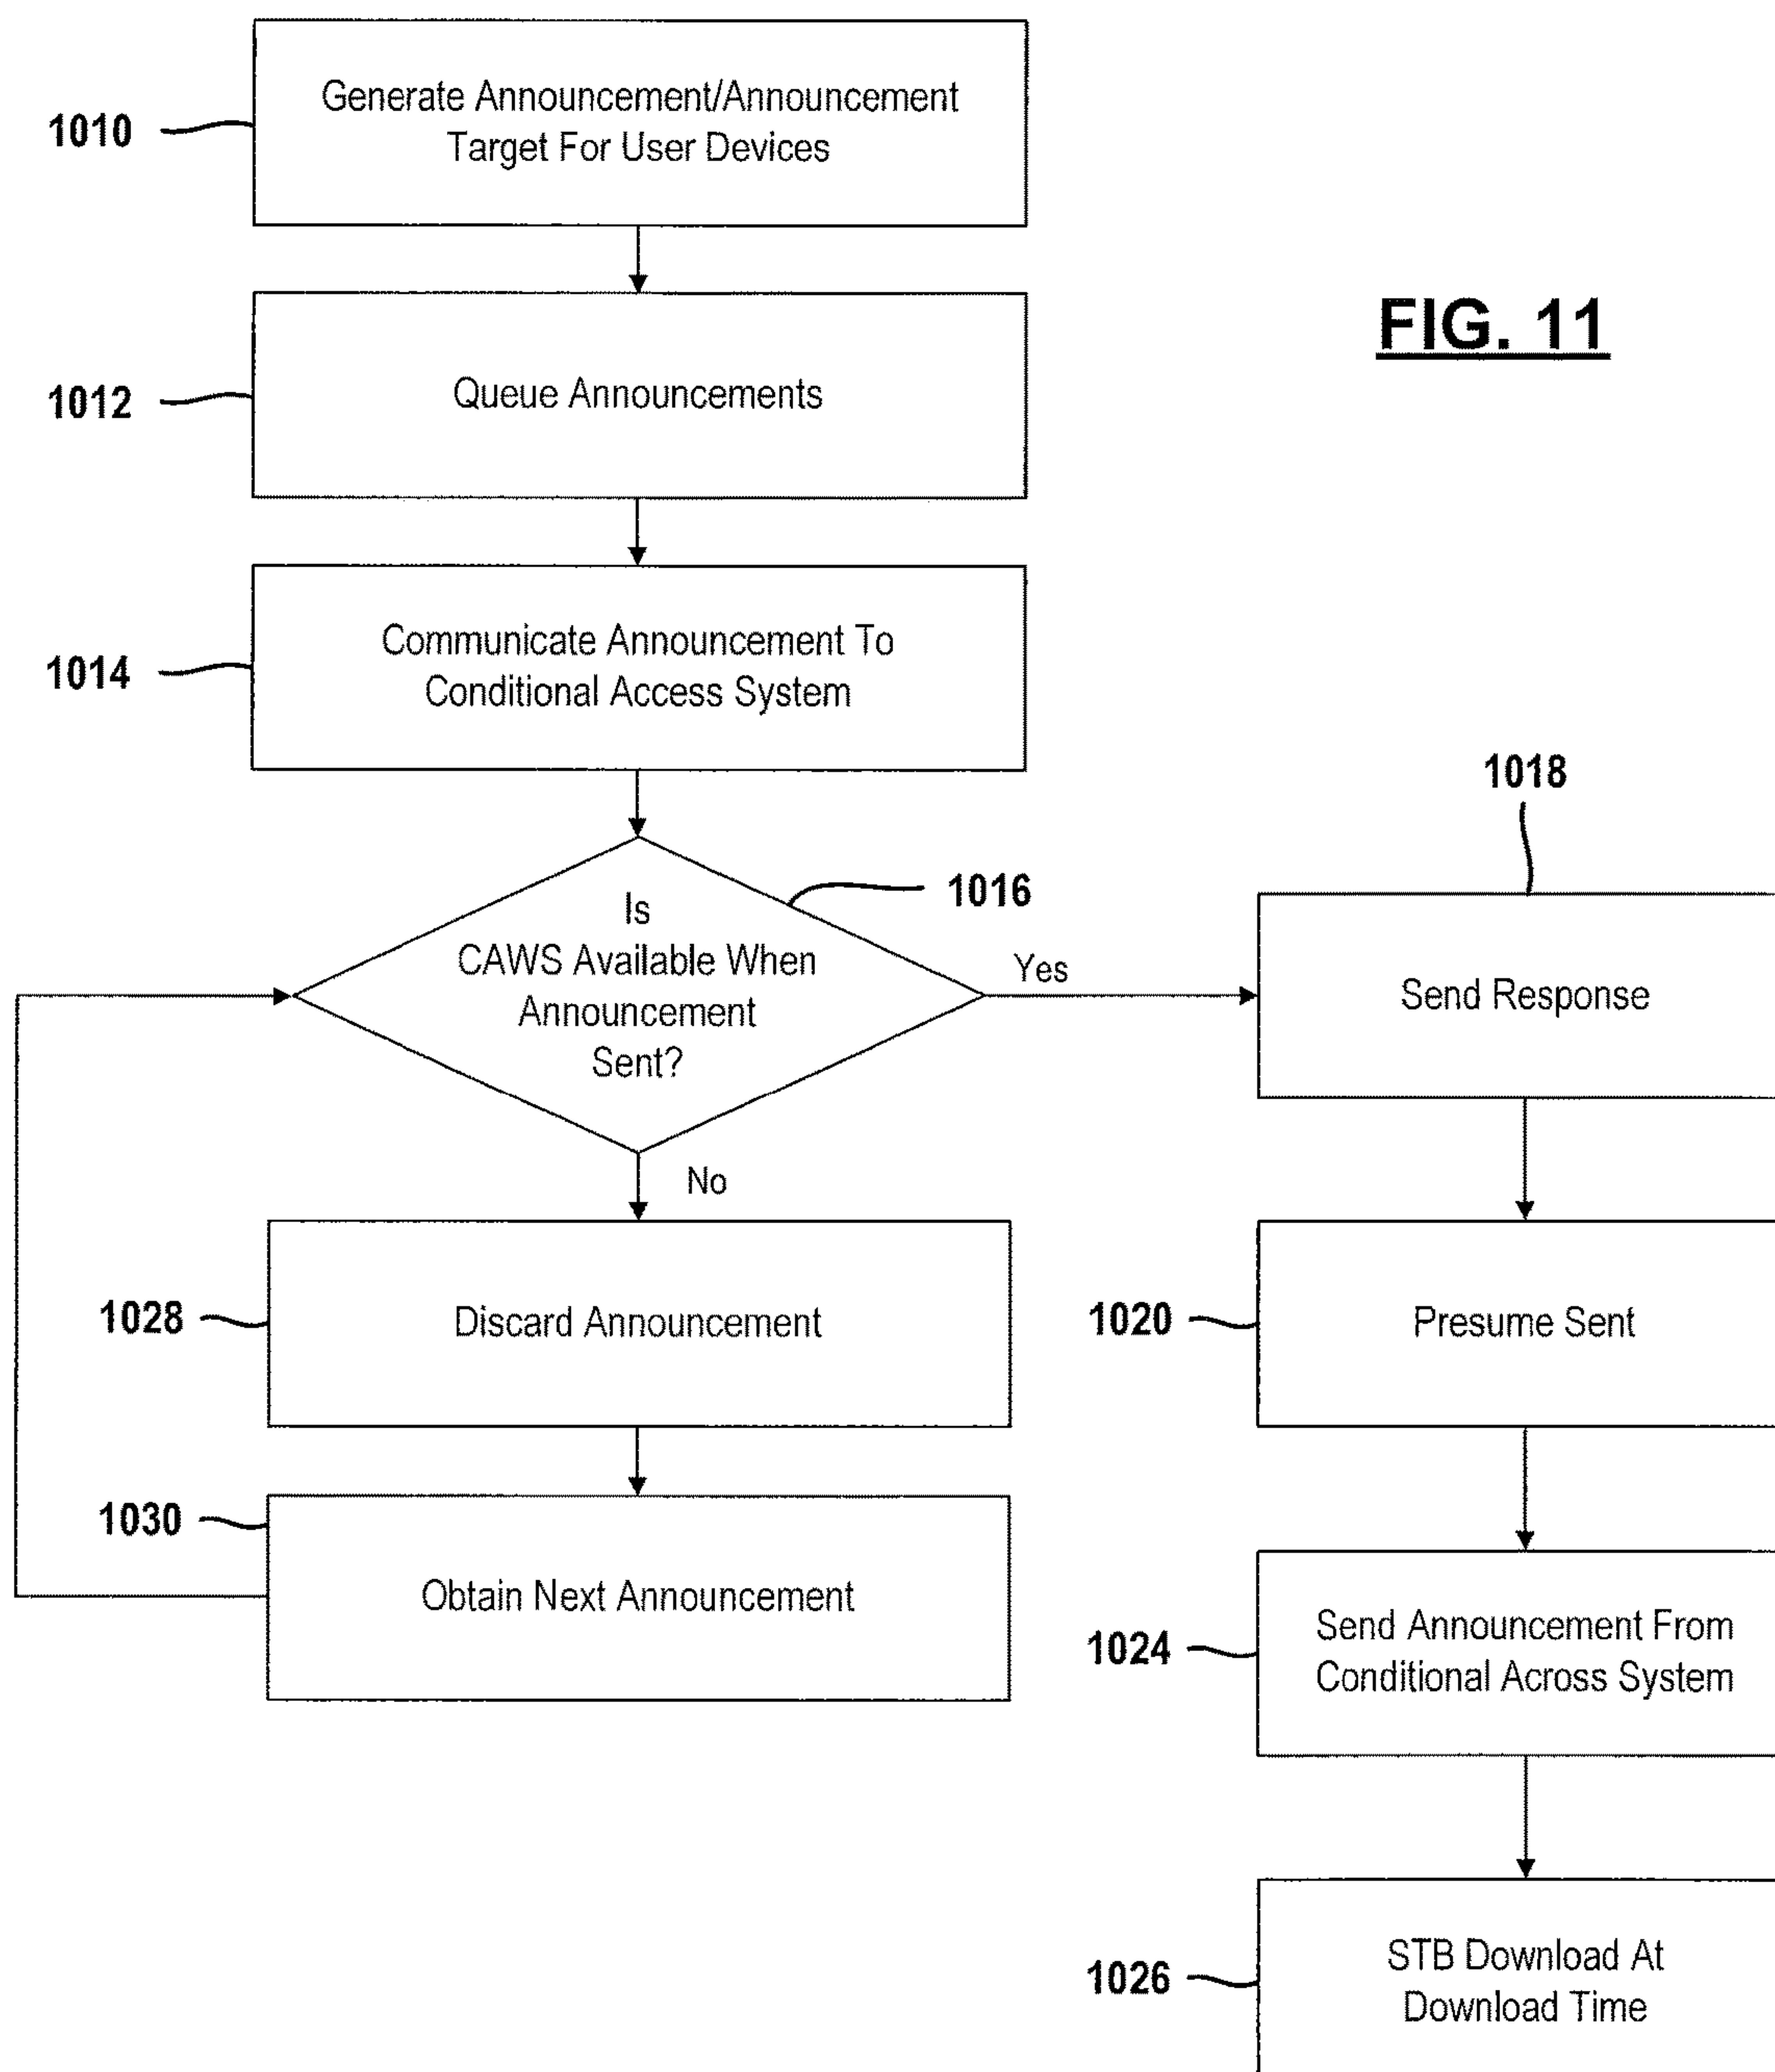 1010
Generate Announcement/Announcement
Target For User Devices
FIG. 11
1012
Queue Announcements
1014
Communicate Announcement To
Conditional Access System
1016
Is
CAWS Available When
Announcement
Sent?
Yes
No
1018
Send Response
1028
Discard Announcement
1020
Presume Sent
1030
Obtain Next Announcement
1024
Send Announcement From
Conditional Across System
1026
STB Download At
Download Time